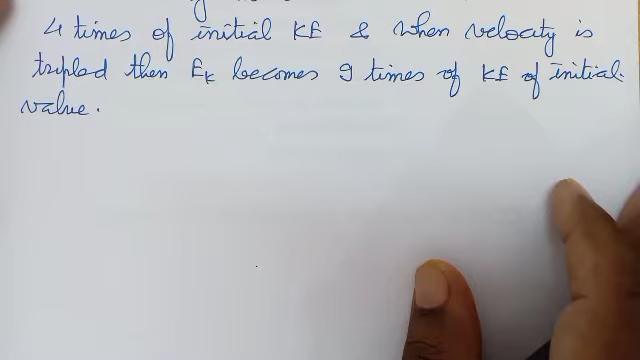 4 times of initial KE & when velocity is
tripled then Ek becomes 9 times of KE of initial
value.